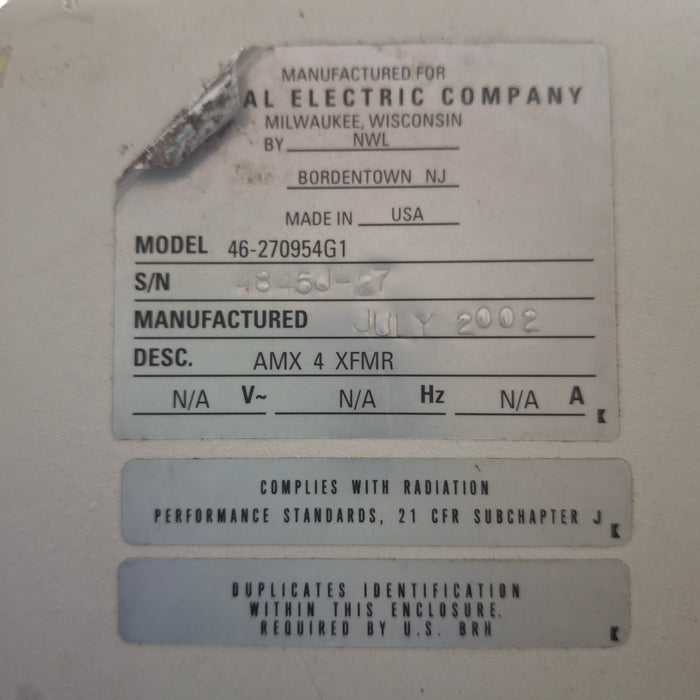 MANUFACTURED FOR
AL ELECTRIC COMPANY
MILWAUKEE, WISCONSIN
BY NWL
BORDENTOWN NJ
MADE IN USA
MODEL 46-270954G1
S/N 4845J-27
MANUFACTURED JULY 2002
DESC. AMX 4 XFMR
N/A V~ N/A Hz N/A A
COMPLIES WITH RADIATION
PERFORMANCE STANDARDS, 21 CFR SUBCHAPTER J
DUPLICATES IDENTIFICATION
WITHIN THIS ENCLOSURE.
REQUIRED BY U.S. BRH